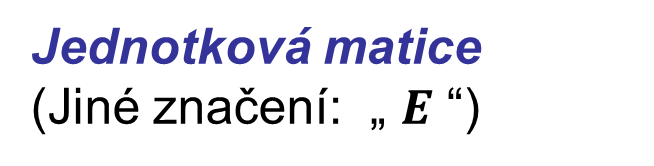 Jednotková matice
(Jiné značení: „ E “)